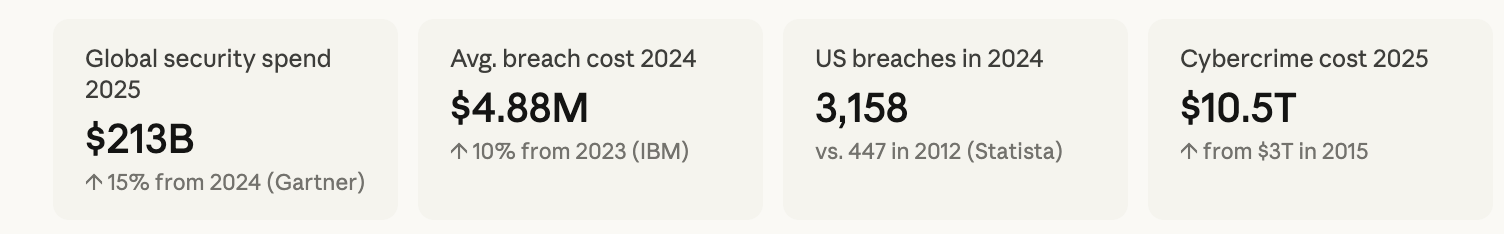 Global security spend
2025
$213B
↑ 15% from 2024 (Gartner)
Avg. breach cost 2024
$4.88M
↑ 10% from 2023 (IBM)
US breaches in 2024
3,158
vs. 447 in 2012 (Statista)
Cybercrime cost 2025
$10.5T
↑ from $3T in 2015